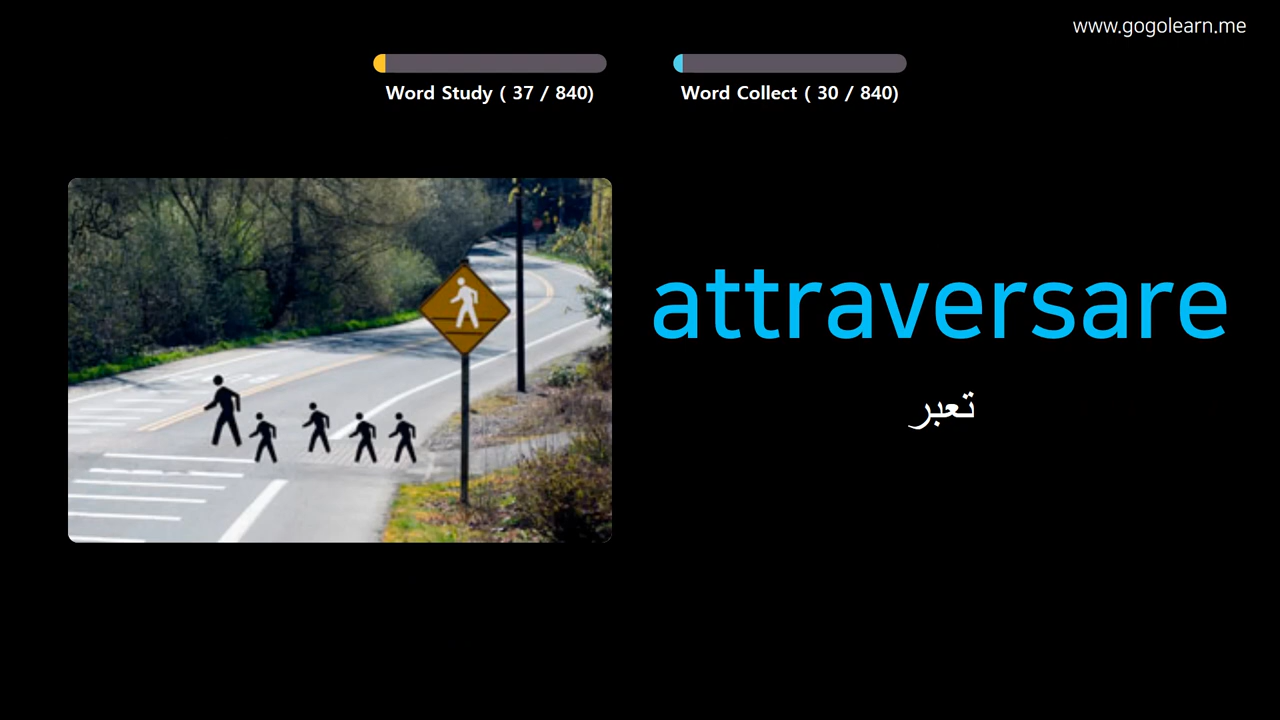 www.gogolearn.me
Word Study ( 37 / 840)
Word Collect ( 30 / 840)
attraversare
تعبر